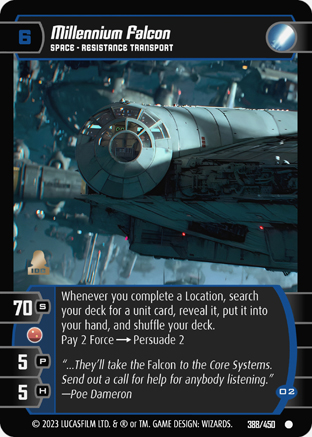 6
Millennium Falcon
SPACE • RESISTANCE TRANSPORT
70 S
Whenever you complete a Location, search
your deck for a unit card, reveal it, put it into
your hand, and shuffle your deck.
Pay 2 Force → Persuade 2
5 P
“...They’ll take the Falcon to the Core Systems.
Send out a call for help for anybody listening.”
—Poe Dameron
5 H
© 2023 LUCASFILM LTD. & ® or TM. GAME DESIGN: WIZARDS.
388/450